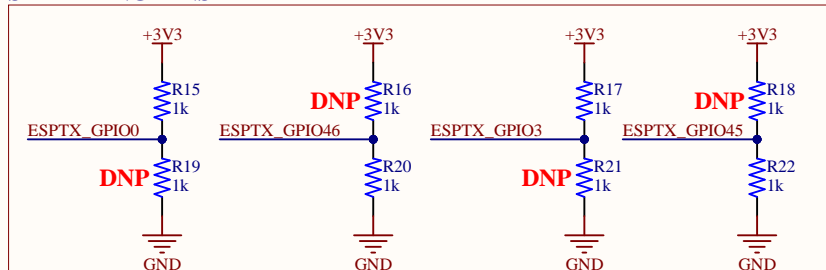 +3V3 +3V3 +3V3 +3V3
R15 R16 R17 R18
1k DNP 1k 1k DNP 1k
ESPTX_GPIO0 ESPTX_GPIO46 ESPTX_GPIO3 ESPTX_GPIO45
R19 R20 R21 R22
DNP 1k 1k DNP 1k 1k
GND GND GND GND